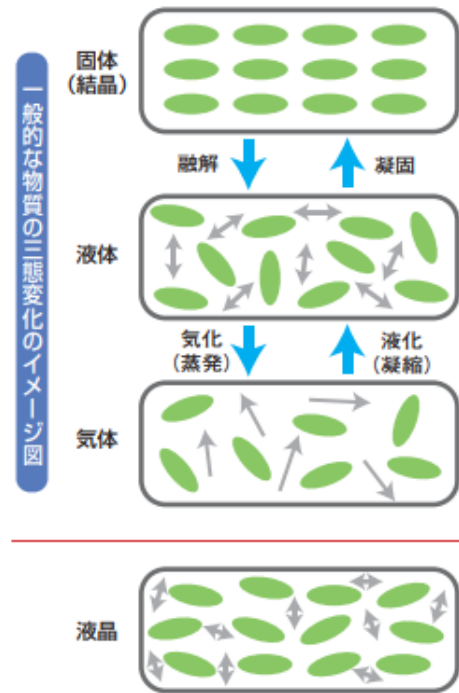 一般的な物質の三態変化のイメージ図
固体
(結晶)
融解
凝固
液体
気化
(蒸発)
液化
(凝縮)
気体
液晶